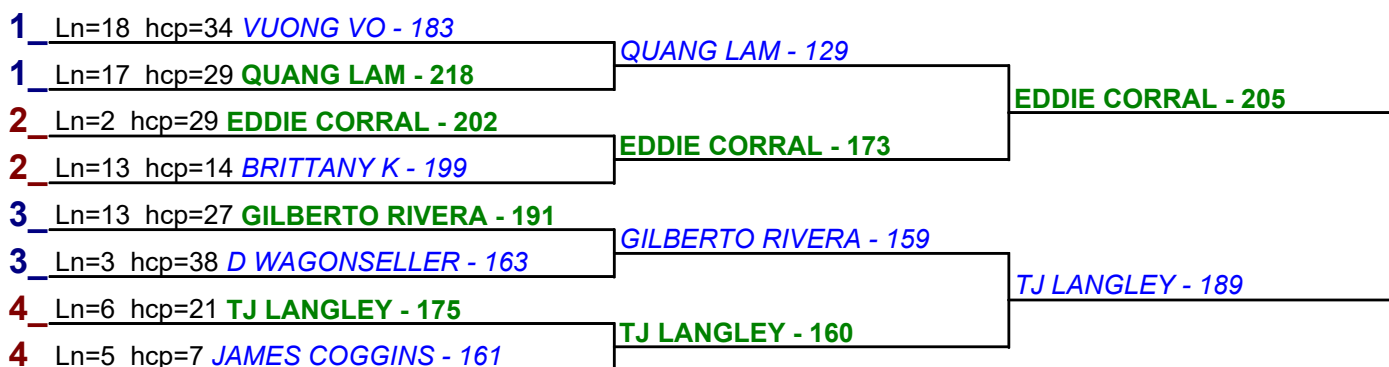 1_ Ln=18 hcp=34 VUONG VO - 183
QUANG LAM - 129
1_ Ln=17 hcp=29 QUANG LAM - 218
EDDIE CORRAL - 205
2_ Ln=2 hcp=29 EDDIE CORRAL - 202
EDDIE CORRAL - 173
2_ Ln=13 hcp=14 BRITTANY K - 199
3_ Ln=13 hcp=27 GILBERTO RIVERA - 191
GILBERTO RIVERA - 159
3_ Ln=3 hcp=38 D WAGONSELLER - 163
TJ LANGLEY - 189
4_ Ln=6 hcp=21 TJ LANGLEY - 175
TJ LANGLEY - 160
4 Ln=5 hcp=7 JAMES COGGINS - 161